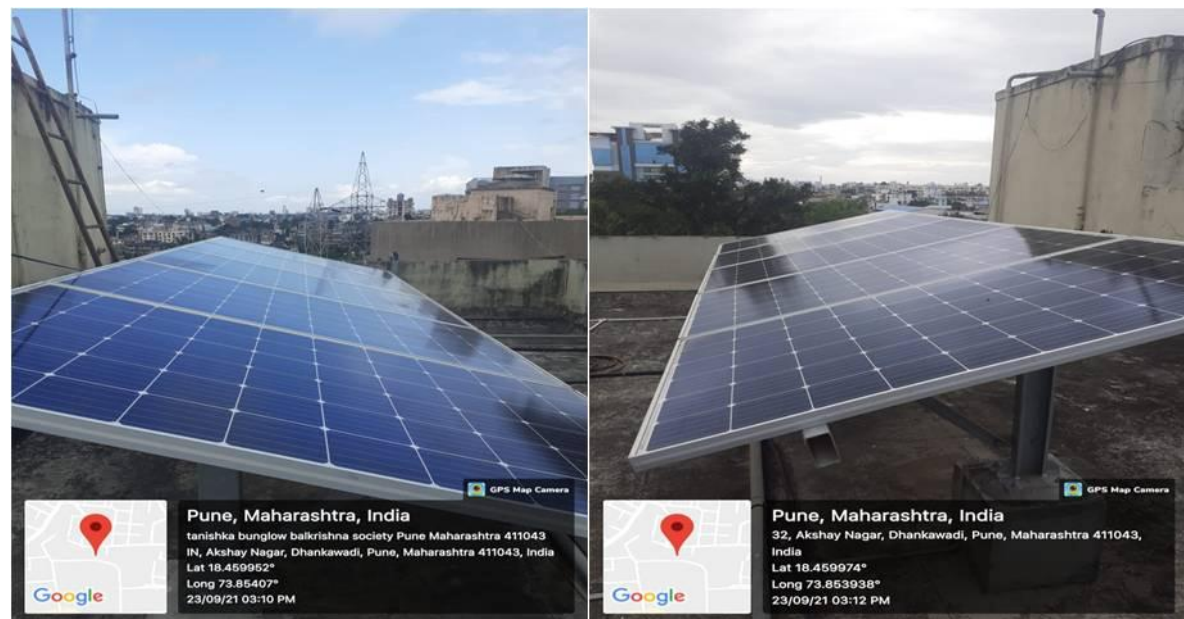 GPS Map Camera
Pune, Maharashtra, India
tanishka bunglow balkrishna society Pune Maharashtra 411043
IN, Akshay Nagar, Dhankawadi, Pune, Maharashtra 411043, India
Lat 18.459952°
Long 73.85407°
23/09/21 03:10 PM
Google
GPS Map Camera
Pune, Maharashtra, India
32, Akshay Nagar, Dhankawadi, Pune, Maharashtra 411043,
India
Lat 18.459974°
Long 73.853938°
23/09/21 03:12 PM
Google